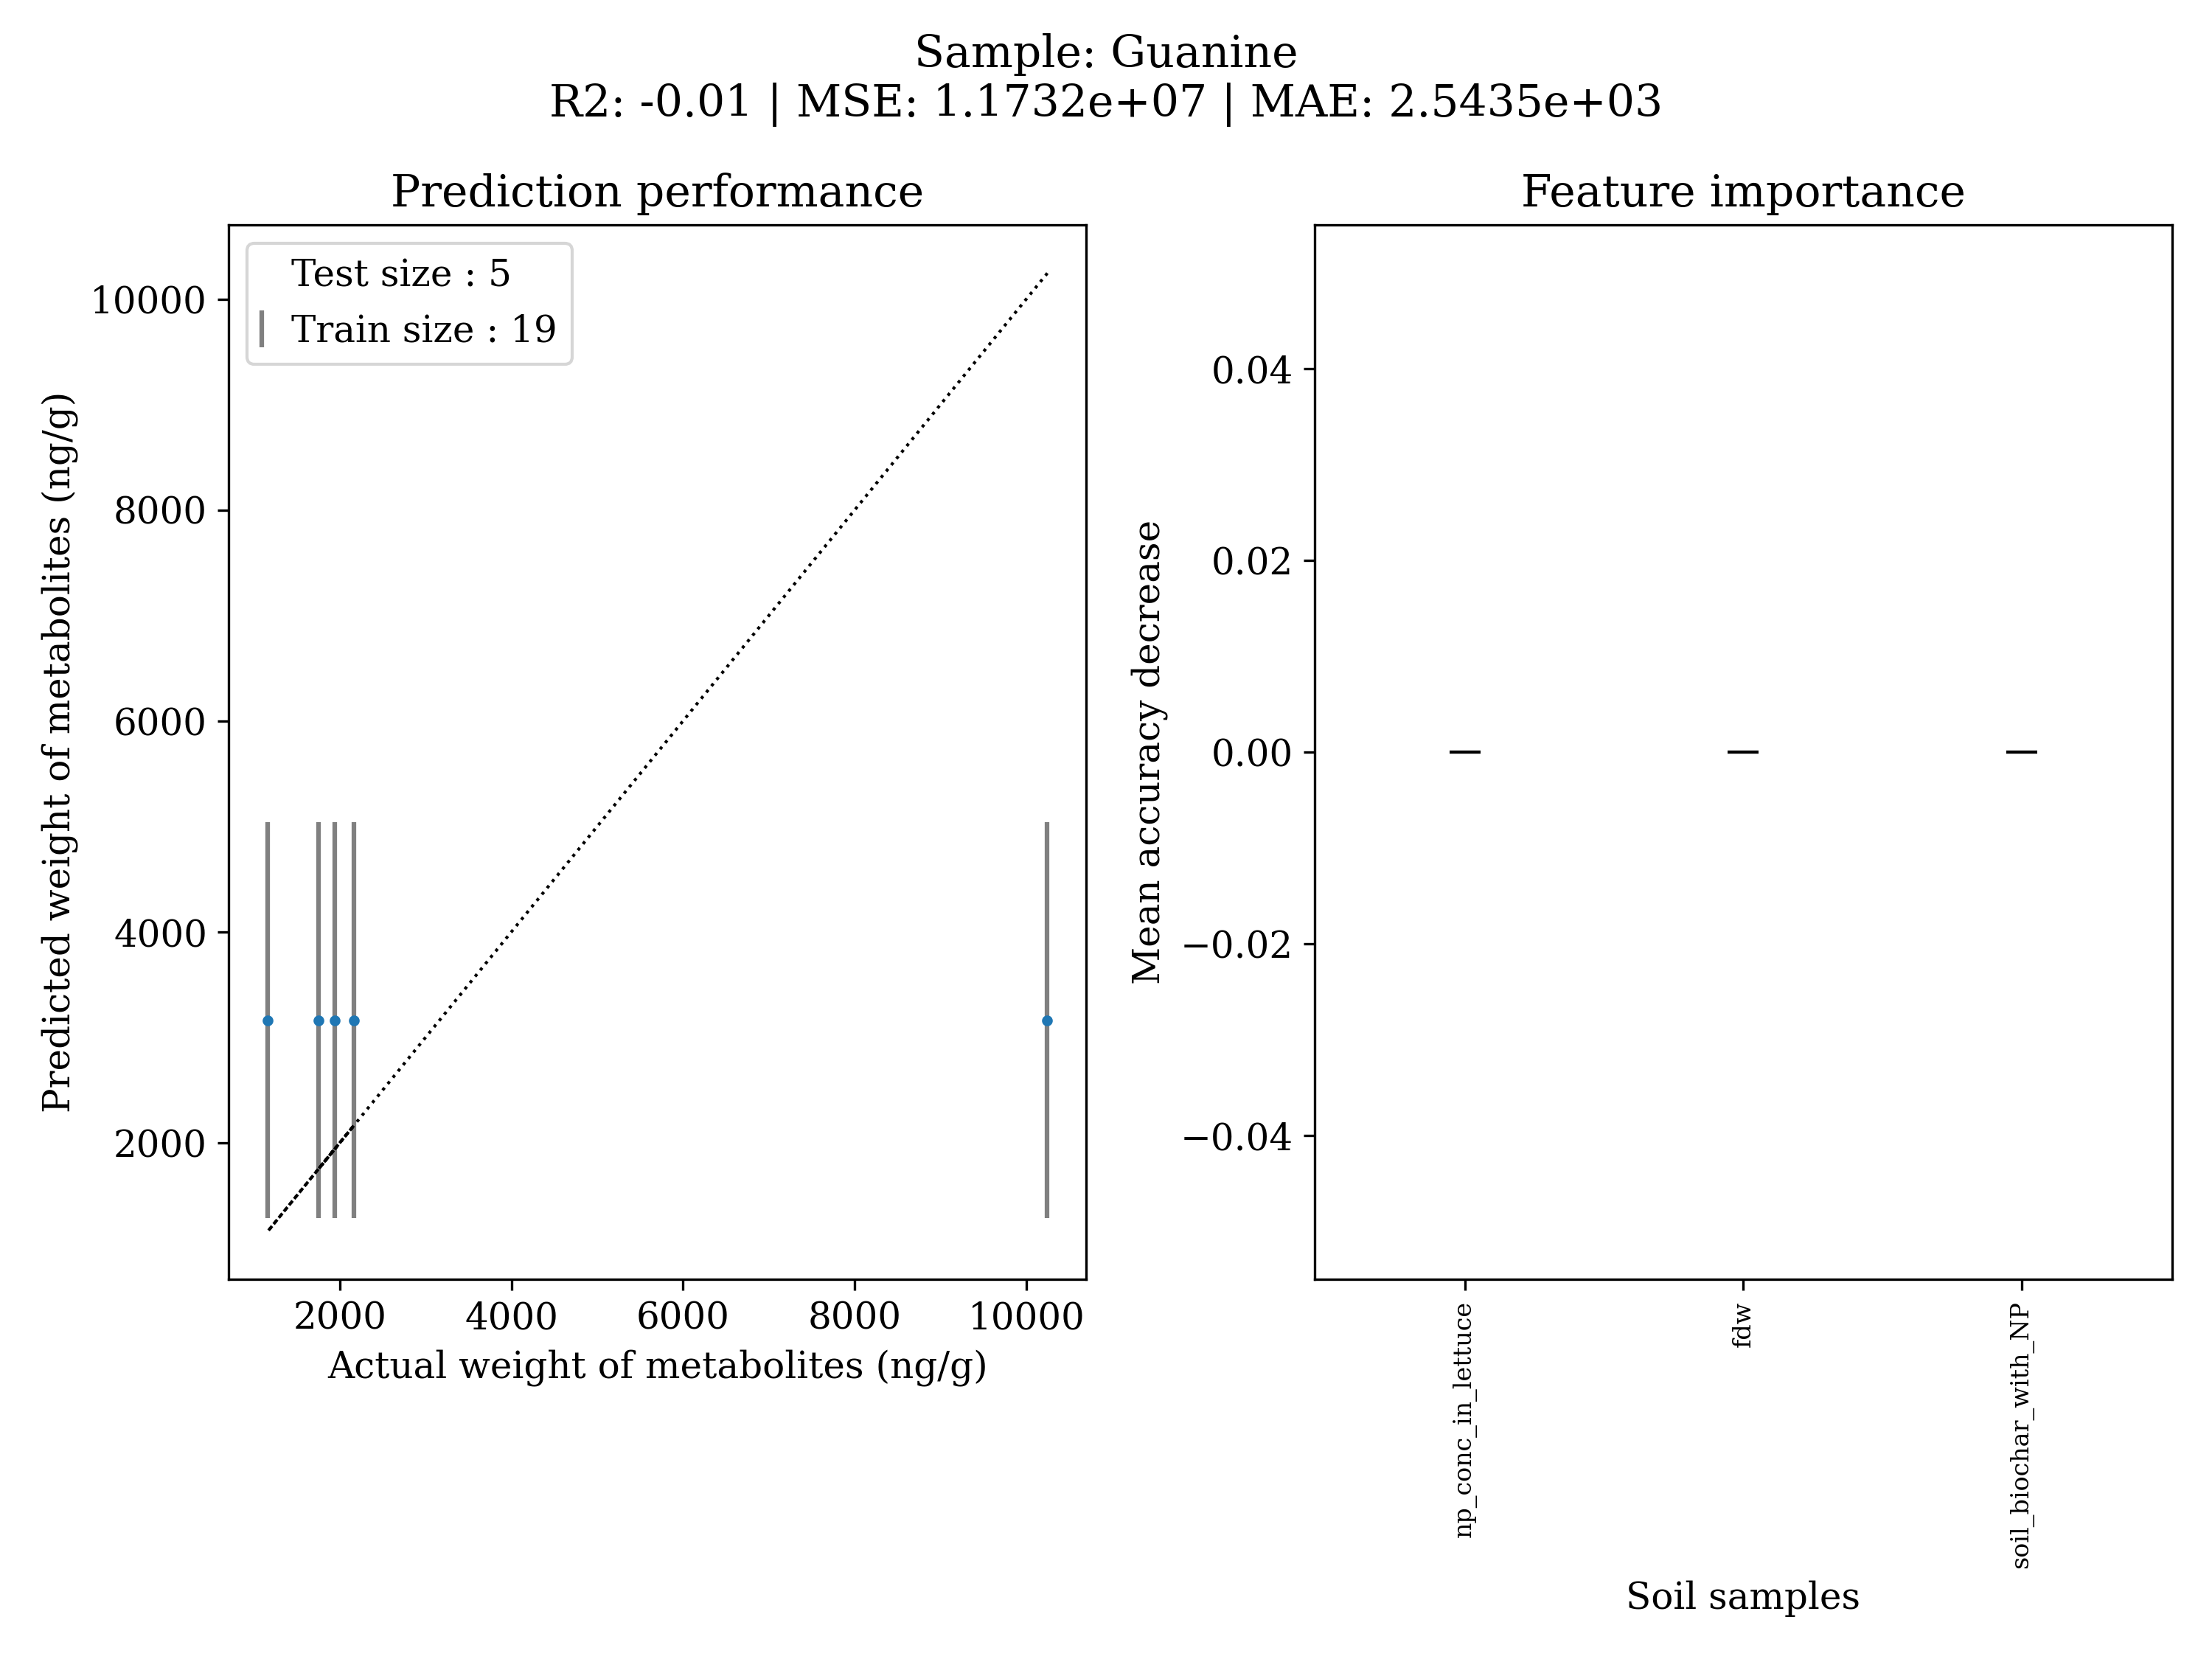 Sample: Guanine
R2: -0.01 | MSE: 1.1732e+07 | MAE: 2.5435e+03
Prediction performance
Test size : 5
Train size : 19
10000
8000
6000
4000
2000
Predicted weight of metabolites (ng/g)
2000 4000 6000 8000 10000
Actual weight of metabolites (ng/g)
Feature importance
0.04
0.02
0.00
−0.02
−0.04
Mean accuracy decrease
np_conc_in_lettuce
fdw
soil_biochar_with_NP
Soil samples